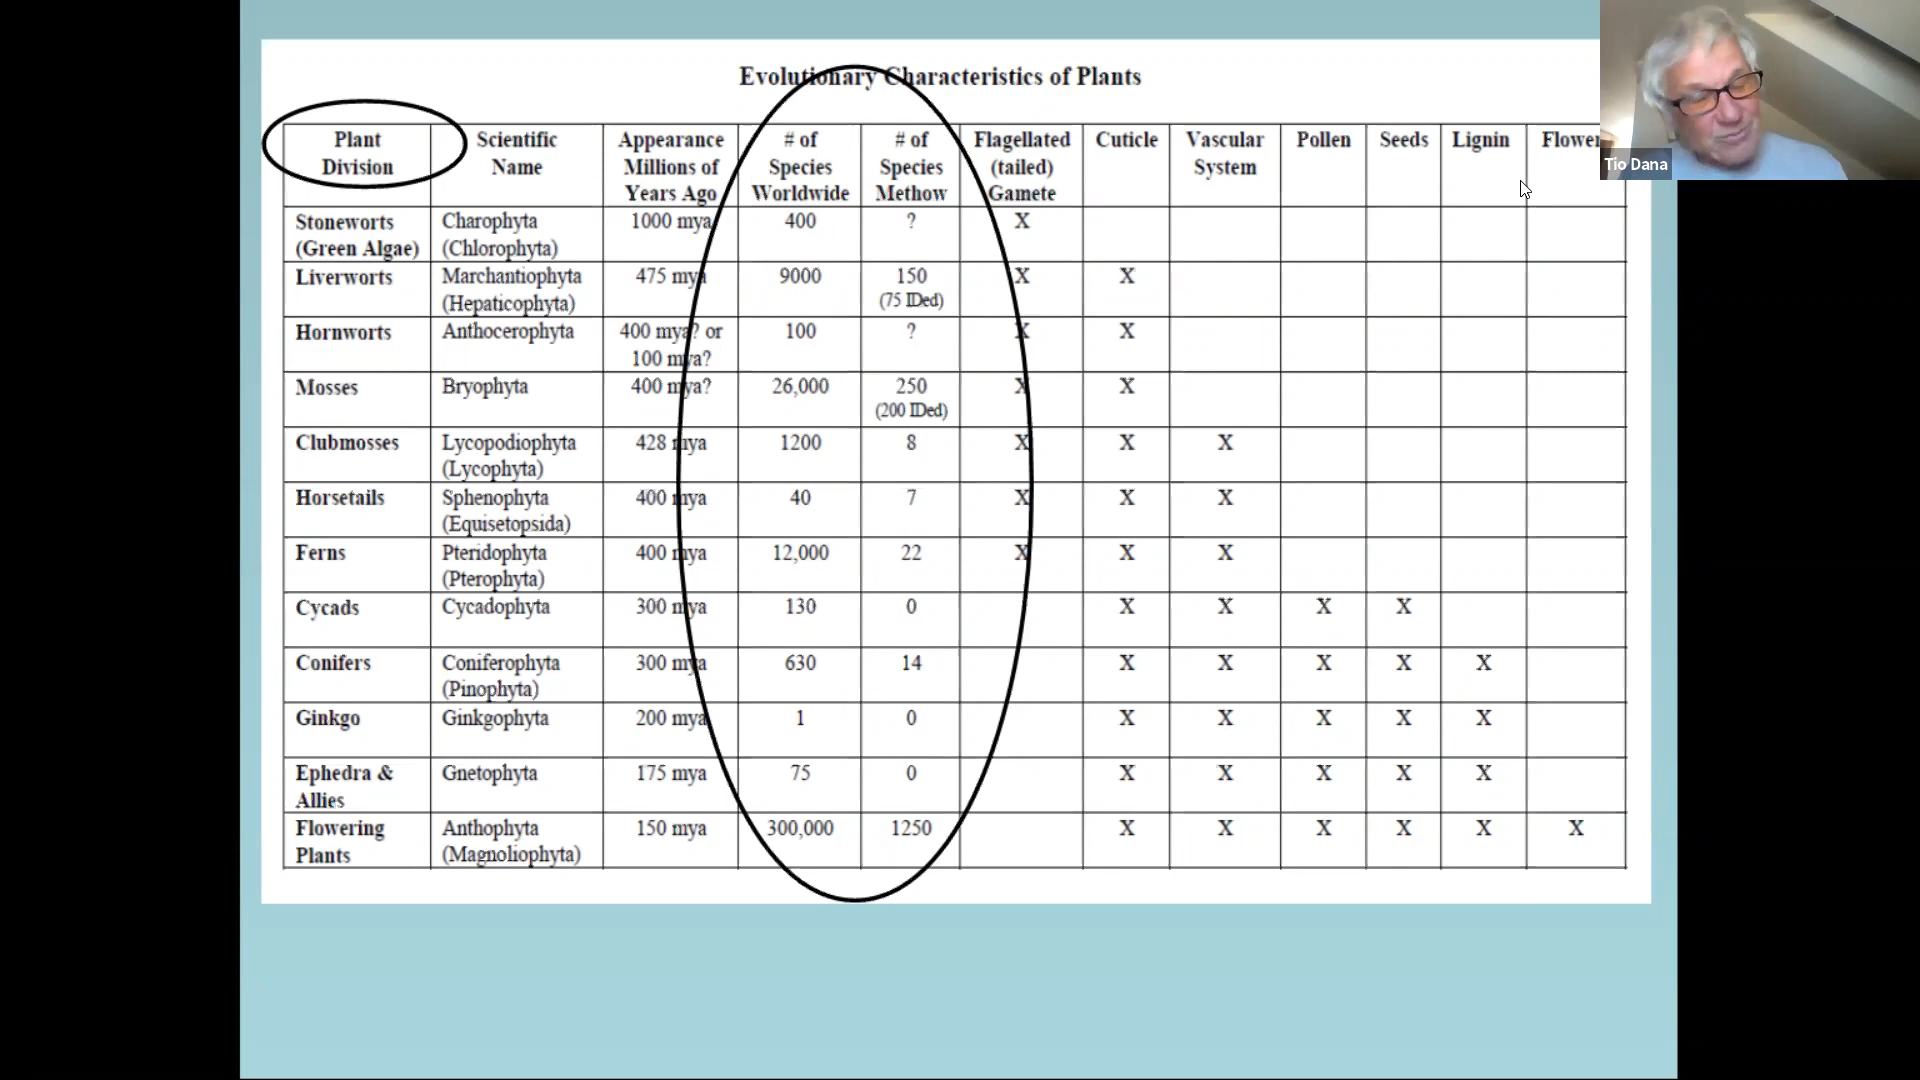 Evolutionary Characteristics of Plants
Plant Division Scientific Name Appearance Millions of Years Ago # of Species Worldwide # of Species Methow Flagellated (tailed) Gamete Cuticle Vascular System Pollen Seeds Lignin
Stoneworts (Green Algae) Charophyta (Chlorophyta) 1000 mya 400 ? X
Liverworts Marchantiophyta (Hepaticophyta) 475 mya 9000 150 (75 IDed) X X
Hornworts Anthocerophyta 400 mya? or 100 mya? 100 ? X X
Mosses Bryophyta 400 mya? 26,000 250 (200 IDed) X X
Clubmosses Lycopodiophyta (Lycophyta) 428 mya 1200 8 X X X
Horsetails Sphenophyta (Equisetopsida) 400 mya 40 7 X X X
Ferns Pteridophyta (Pterophyta) 400 mya 12,000 22 X X X
Cycads Cycadophyta 300 mya 130 0 X X X X
Conifers Coniferophyta (Pinophyta) 300 mya 630 14 X X X X X
Ginkgo Ginkgophyta 200 mya 1 0 X X X X X
Ephedra & Allies Gnetophyta 175 mya 75 0 X X X X X
Flowering Plants Anthophyta (Magnoliophyta) 150 mya 300,000 1250 X X X X X X
Tio Dana